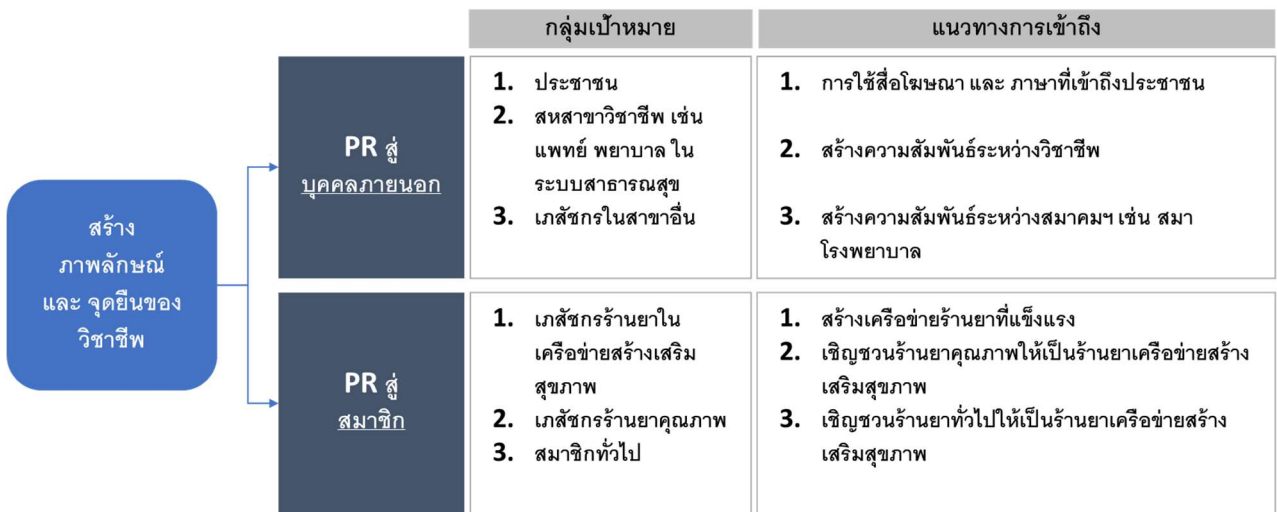 กลุ่มเป้าหมาย
แนวทางการเข้าถึง
สร้าง
ภาพลักษณ์
และ จุดยืนของ
วิชาชีพ
PR สู่
บุคคลภายนอก
1. ประชาชน
2. สหสาขาวิชาชีพ เช่น
แพทย์ พยาบาล ใน
ระบบสาธารณสุข
3. เภสัชกรในสาขาอื่น
1. การใช้สื่อโฆษณา และ ภาษาที่เข้าถึงประชาชน
2. สร้างความสัมพันธ์ระหว่างวิชาชีพ
3. สร้างความสัมพันธ์ระหว่างสมาคมฯ เช่น สมา
โรงพยาบาล
PR สู่
สมาชิก
1. เภสัชกรร้านยาใน
เครือข่ายสร้างเสริม
สุขภาพ
2. เภสัชกรร้านยาคุณภาพ
3. สมาชิกทั่วไป
1. สร้างเครือข่ายร้านยาที่แข็งแรง
2. เชิญชวนร้านยาคุณภาพให้เป็นร้านยาเครือข่ายสร้าง
เสริมสุขภาพ
3. เชิญชวนร้านยาทั่วไปให้เป็นร้านยาเครือข่ายสร้าง
เสริมสุขภาพ